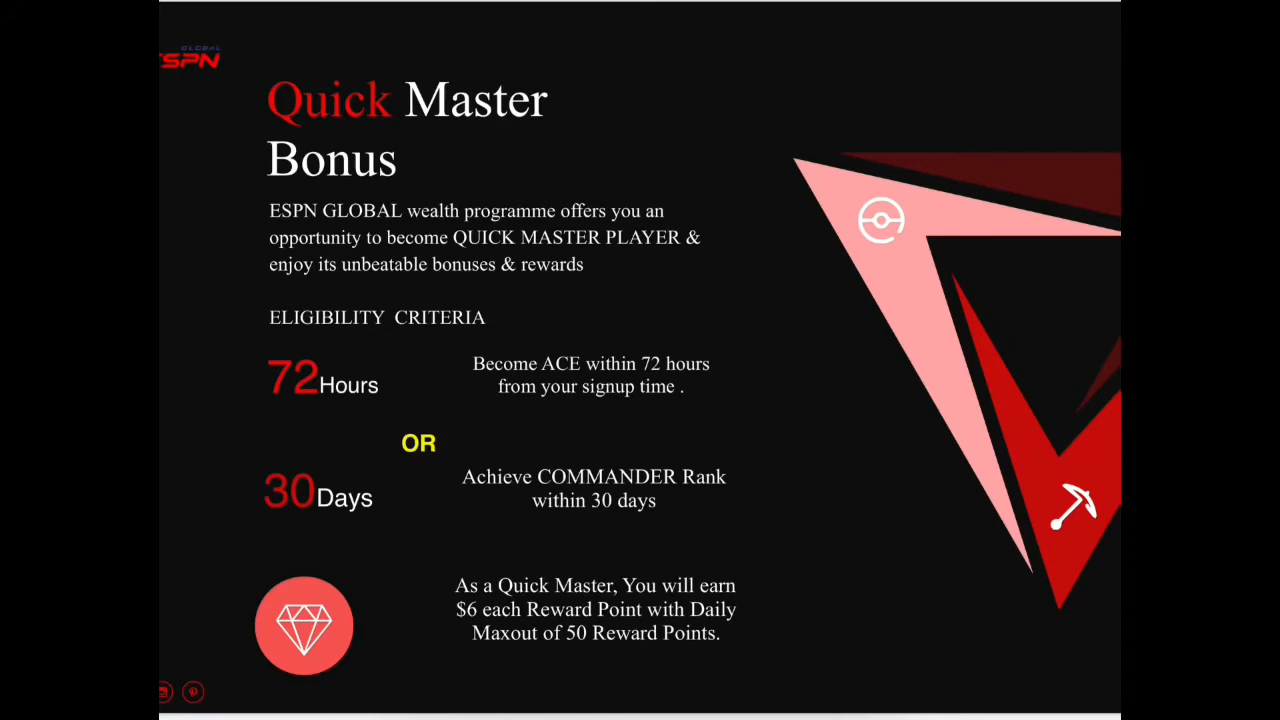 GLOBAL
ESPN
Quick Master
Bonus
ESPN GLOBAL wealth programme offers you an
opportunity to become QUICK MASTER PLAYER &
enjoy its unbeatable bonuses & rewards
ELIGIBILITY CRITERIA
72Hours
Become ACE within 72 hours
from your signup time .
OR
30Days
Achieve COMMANDER Rank
within 30 days
As a Quick Master, You will earn
$6 each Reward Point with Daily
Maxout of 50 Reward Points.